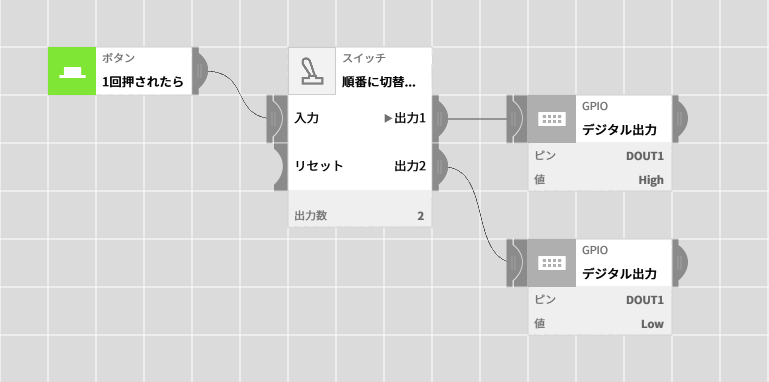 ボタン
1回押されたら
スイッチ
順番に切替...
入力
▶出力1
リセット
出力2
出力数 2
GPIO
デジタル出力
ピン DOUT1
値 High
GPIO
デジタル出力
ピン DOUT1
値 Low